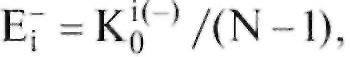 E_i^- = K_0^{i(-)} /(N – 1),